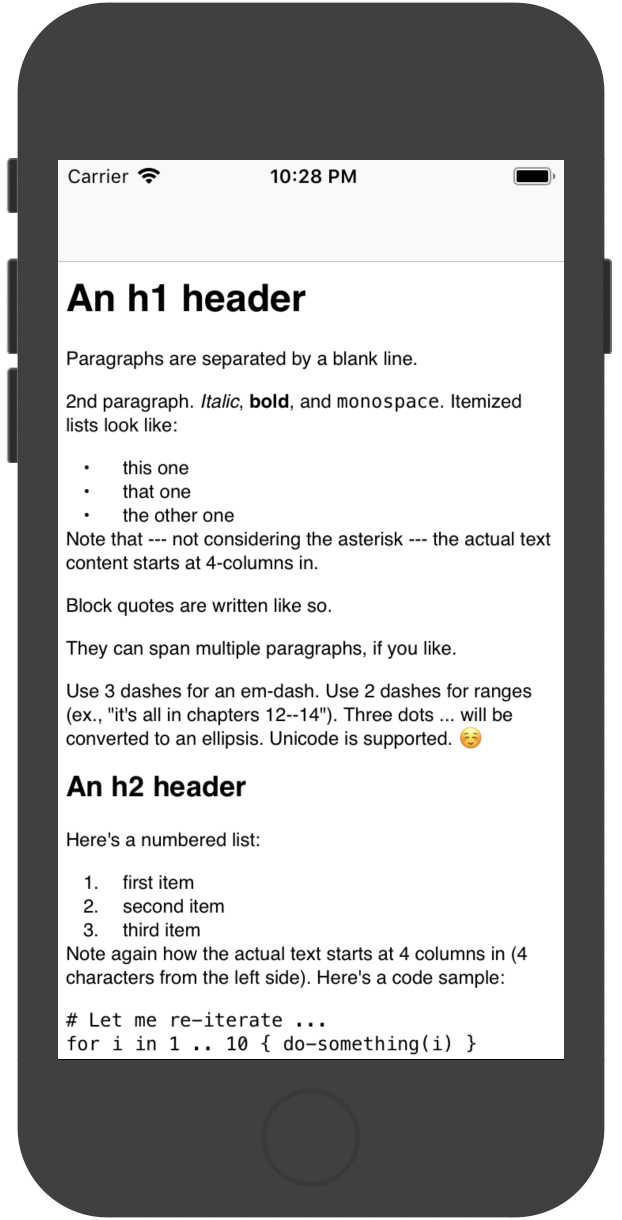 Carrier 10:28 PM
An h1 header
Paragraphs are separated by a blank line.
2nd paragraph. Italic, bold, and monospace. Itemized
lists look like:
• this one
• that one
• the other one
Note that --- not considering the asterisk --- the actual text
content starts at 4-columns in.
Block quotes are written like so.
They can span multiple paragraphs, if you like.
Use 3 dashes for an em-dash. Use 2 dashes for ranges
(ex., "it's all in chapters 12--14"). Three dots ... will be
converted to an ellipsis. Unicode is supported. ☺️
An h2 header
Here's a numbered list:
1. first item
2. second item
3. third item
Note again how the actual text starts at 4 columns in (4
characters from the left side). Here's a code sample:
# Let me re-iterate ...
for i in 1 .. 10 { do-something(i) }